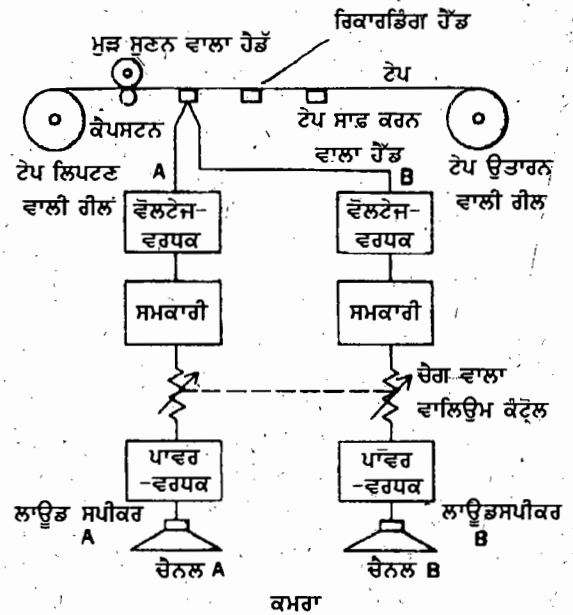 ਰਿਕਾਰਡਿੰਗ ਹੈੱਡ
ਮੁੜ ਸੁਣਨ ਵਾਲਾ ਹੈਡੱ
ਟੇਪ
ਕੈਪਸਟਨ
ਟੇਪ ਸਾਫ਼ ਕਰਨ
ਵਾਲਾ ਹੈੱਡ
ਟੇਪ ਲਿਪਟਣ
ਵਾਲੀ ਰੀਲ
A
B
ਟੇਪ ਉਤਾਰਨ
ਵਾਲੀ ਰੀਲ
ਵੋਲਟੇਜ-
ਵਰਧਕ
ਵੋਲਟੇਜ-
ਵਰਧਕ
ਸਮਕਾਰੀ
ਸਮਕਾਰੀ
ਚੈਗ ਵਾਲਾ
ਵਾਲਿਊਮ ਕੰਟ੍ਰੋਲ
ਪਾਵਰ
-ਵਰਧਕ
ਪਾਵਰ
-ਵਰਧਕ
ਲਾਊਡ ਸਪੀਕਰ
A
ਲਾਊਡਸਪੀਕਰ
B
ਚੈਨਲ A
ਚੈਨਲ B
ਕਮਰਾ